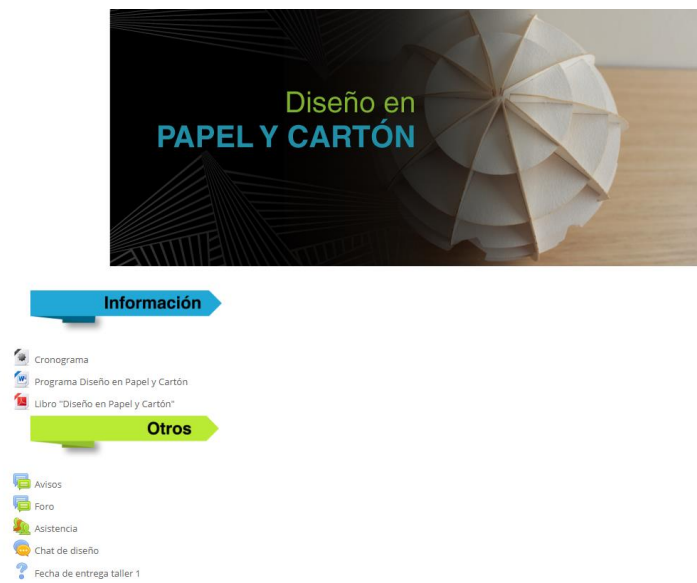 Diseño en
PAPEL Y CARTÓN
Información
Cronograma
Programa Diseño en Papel y Cartón
Libro "Diseño en Papel y Cartón"
Otros
Avisos
Foro
Asistencia
Chat de diseño
Fecha de entrega taller 1